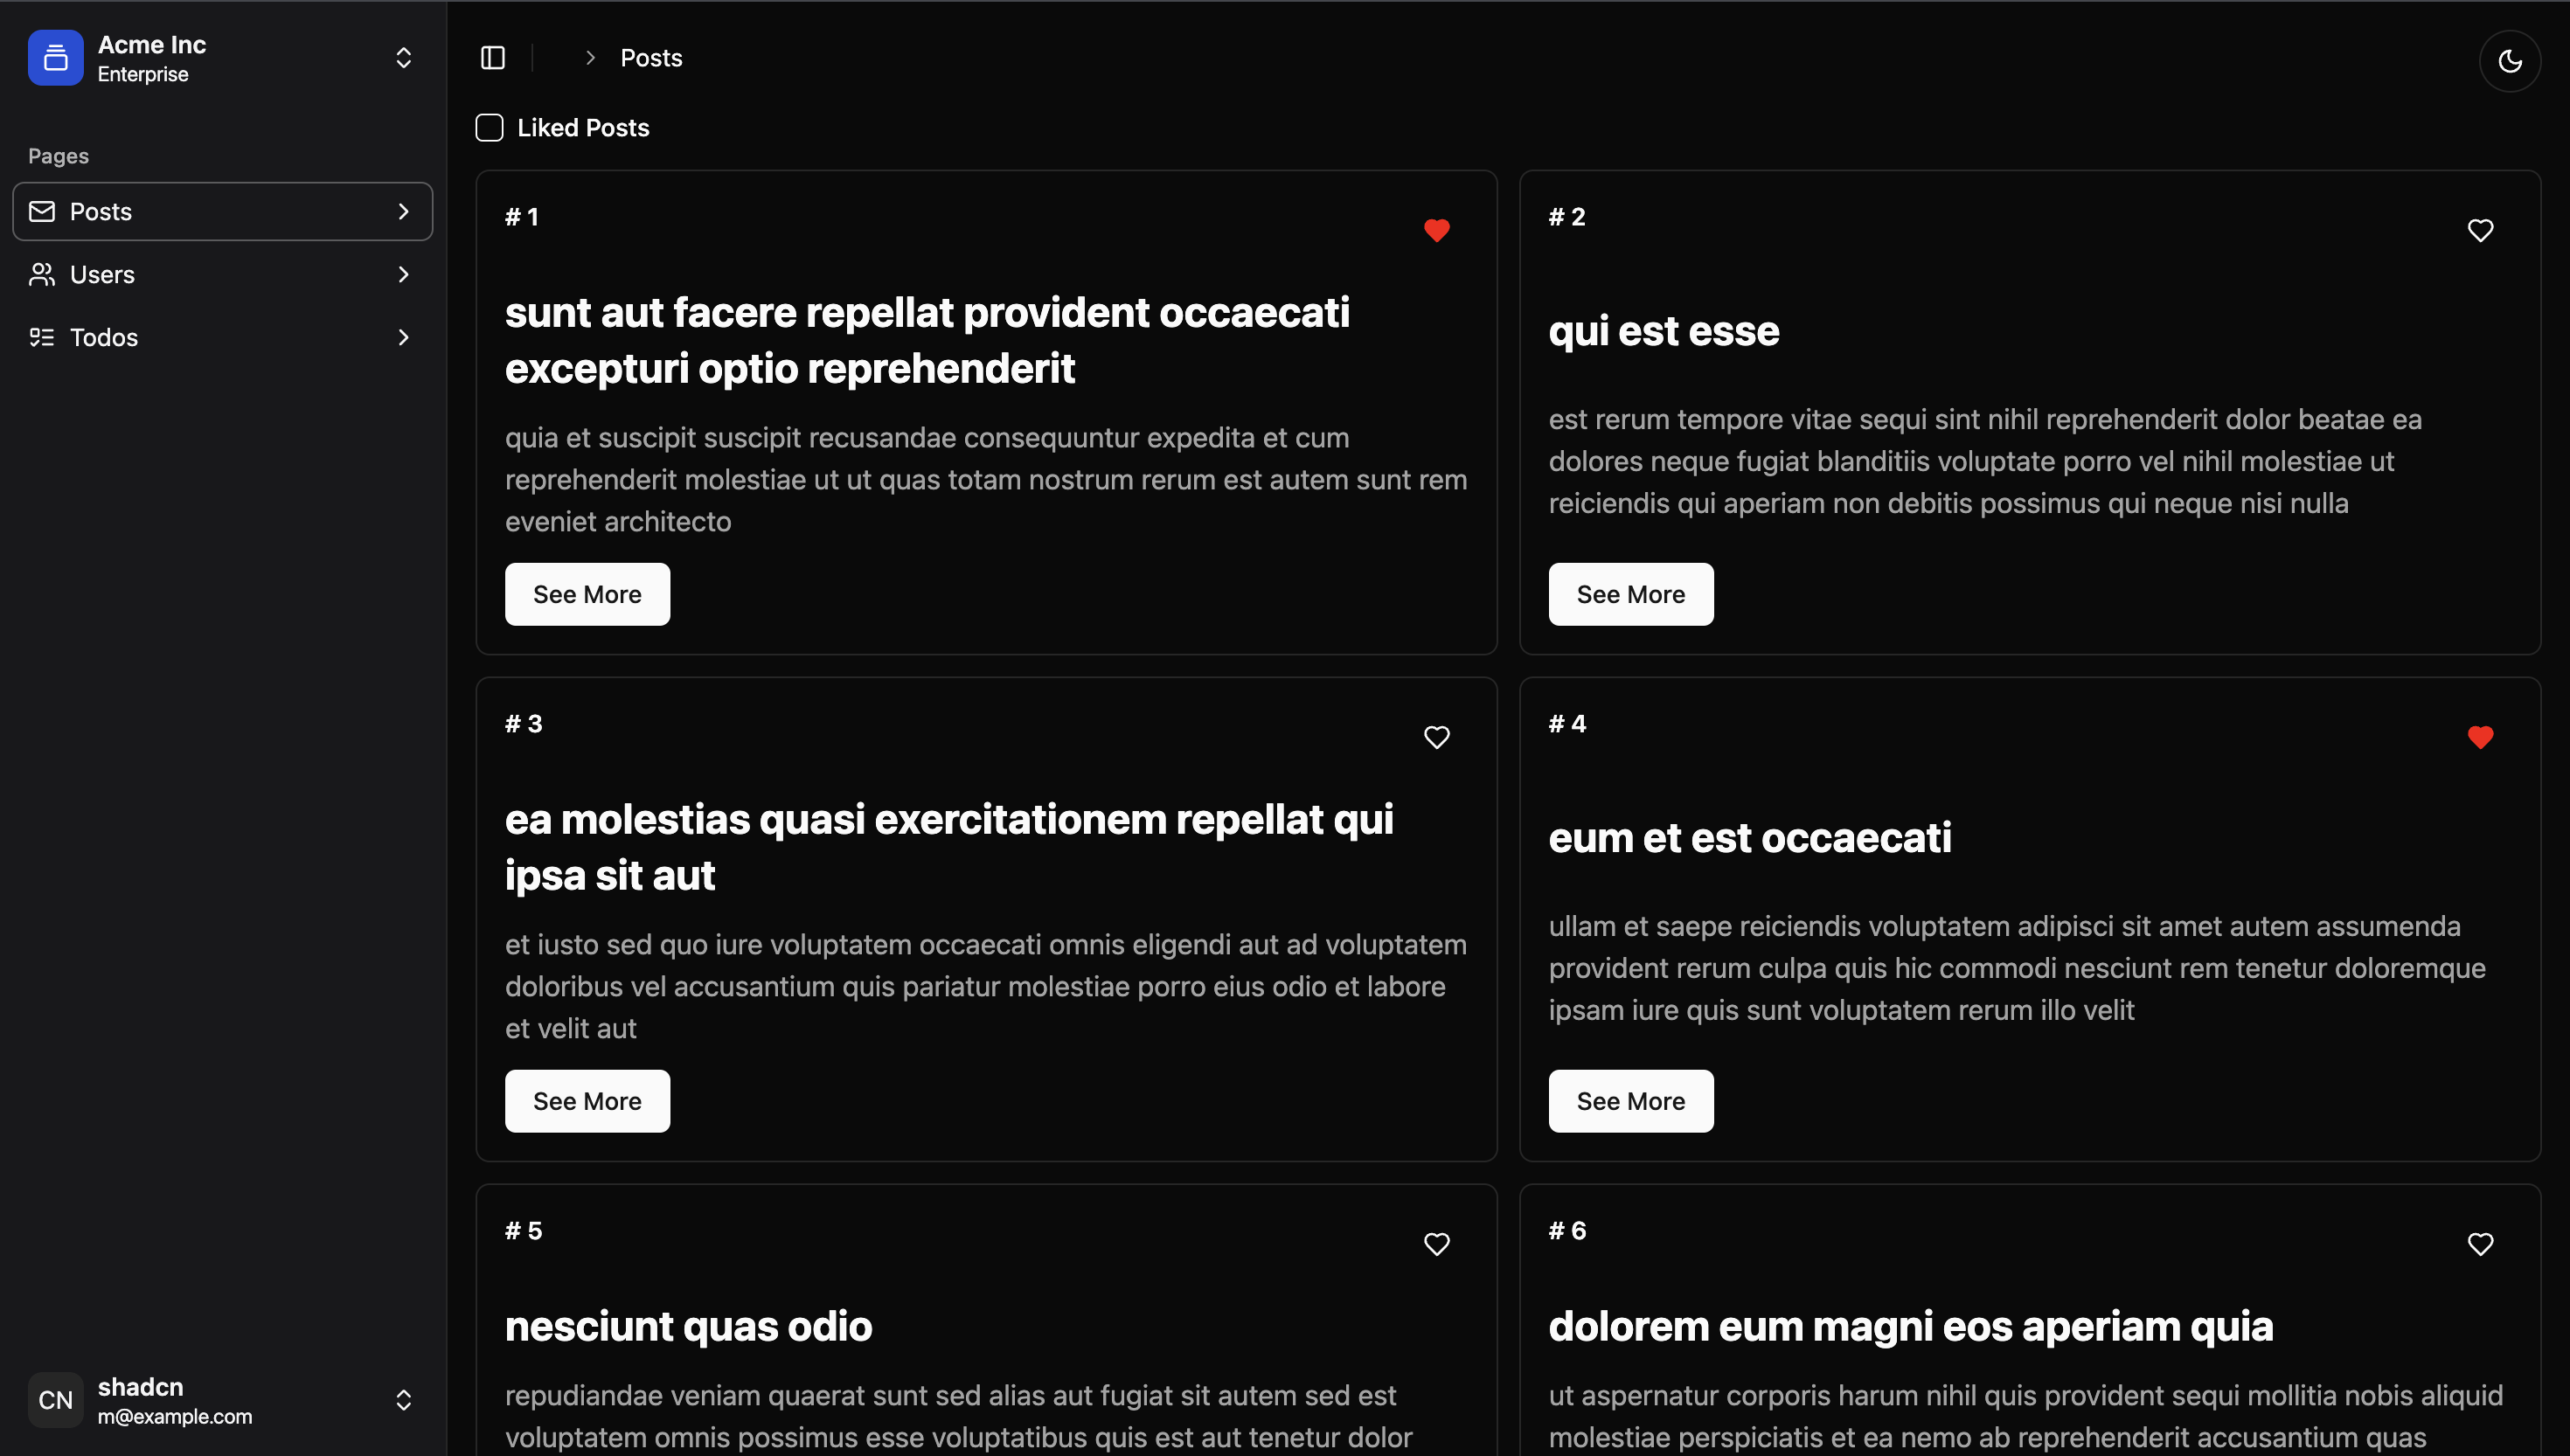 Acme Inc
Enterprise
Pages
Posts
Users
Todos
CN
shadcn
m@example.com
Posts
Liked Posts
# 1
sunt aut facere repellat provident occaecati
excepturi optio reprehenderit
quia et suscipit suscipit recusandae consequuntur expedita et cum
reprehenderit molestiae ut ut quas totam nostrum rerum est autem sunt rem
eveniet architecto
See More
# 2
qui est esse
est rerum tempore vitae sequi sint nihil reprehenderit dolor beatae ea
dolores neque fugiat blanditiis voluptate porro vel nihil molestiae ut
reiciendis qui aperiam non debitis possimus qui neque nisi nulla
See More
# 3
ea molestias quasi exercitationem repellat qui
ipsa sit aut
et iusto sed quo iure voluptatem occaecati omnis eligendi aut ad voluptatem
doloribus vel accusantium quis pariatur molestiae porro eius odio et labore
et velit aut
See More
# 4
eum et est occaecati
ullam et saepe reiciendis voluptatem adipisci sit amet autem assumenda
provident rerum culpa quis hic commodi nesciunt rem tenetur doloremque
ipsam iure quis sunt voluptatem rerum illo velit
See More
# 5
nesciunt quas odio
repudiandae veniam quaerat sunt sed alias aut fugiat sit autem sed est
voluptatem omnis possimus esse voluptatibus quis est aut tenetur dolor
# 6
dolorem eum magni eos aperiam quia
ut aspernatur corporis harum nihil quis provident sequi mollitia nobis aliquid
molestiae perspiciatis et ea nemo ab reprehenderit accusantium quas